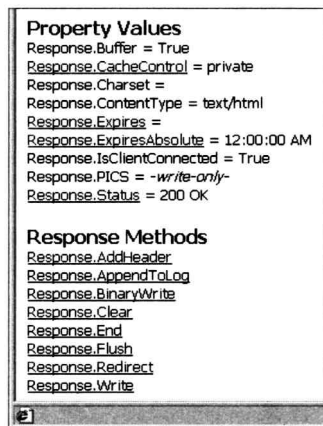 Property Values
Response.Buffer = True
Response.CacheControl = private
Response.Charset =
Response.ContentType = text/html
Response.Expires =
Response.ExpiresAbsolute = 12:00:00 AM
Response.IsClientConnected = True
Response.PICS = -write-only-
Response.Status = 200 OK
Response Methods
Response.AddHeader
Response.AppendToLog
Response.BinaryWrite
Response.Clear
Response.End
Response.Flush
Response.Redirect
Response.Write